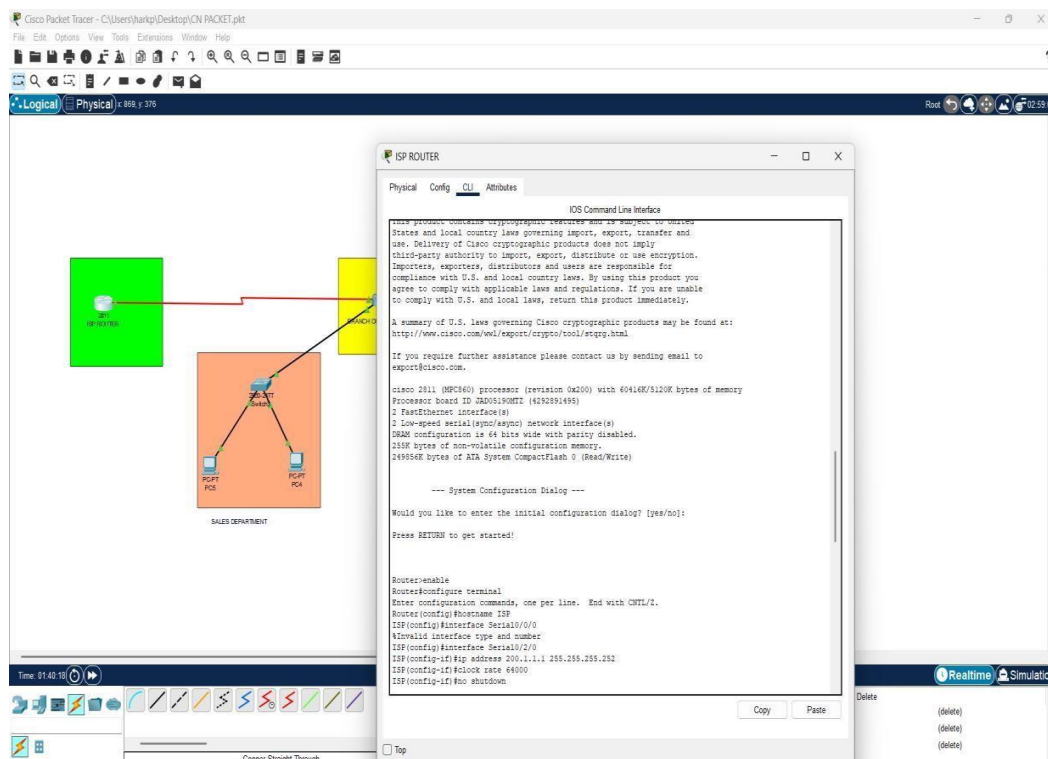 Cisco Packet Tracer - C:\Users\harkp\Desktop\CN PACKET.pkt
File Edit Options View Tools Extensions Window Help
Logical Physical x: 869, y: 376
Root
02:59:
ISP ROUTER
Physical Config CLI Attributes
IOS Command Line Interface
This product contains cryptographic features and is subject to United
States and local country laws governing import, export, transfer and
use. Delivery of Cisco cryptographic products does not imply
third-party authority to import, export, distribute or use encryption.
Importers, exporters, distributors and users are responsible for
compliance with U.S. and local country laws. By using this product you
agree to comply with applicable laws and regulations. If you are unable
to comply with U.S. and local laws, return this product immediately.
A summary of U.S. laws governing Cisco cryptographic products may be found at:
http://www.cisco.com/wwl/export/crypto/tool/stqrg.html
If you require further assistance please contact us by sending email to
export@cisco.com.
cisco 2811 (MPC860) processor (revision 0x200) with 60416K/5120K bytes of memory
Processor board ID JAD05190MTZ (4292891495)
2 FastEthernet interface(s)
2 Low-speed serial(sync/async) network interface(s)
DRAM configuration is 64 bits wide with parity disabled.
255K bytes of non-volatile configuration memory.
249856K bytes of ATA System CompactFlash 0 (Read/Write)
--- System Configuration Dialog ---
Would you like to enter the initial configuration dialog? [yes/no]:
Press RETURN to get started!
Router>enable
Router#configure terminal
Enter configuration commands, one per line. End with CNTL/Z.
Router(config)#hostname ISP
ISP(config)#interface Serial0/0/0
%Invalid interface type and number
ISP(config)#interface Serial0/2/0
ISP(config-if)#ip address 200.1.1.1 255.255.255.252
ISP(config-if)#clock rate 64000
ISP(config-if)#no shutdown
Copy Paste
Top
2811
ISP ROUTER
BRANCH O
Switch
PC-PT
PC5
PC-PT
PC4
SALES DEPARTMENT
Time: 01:40:18
Realtime Simulatio
Delete
(delete)
(delete)
(delete)
Copper Straight-Through